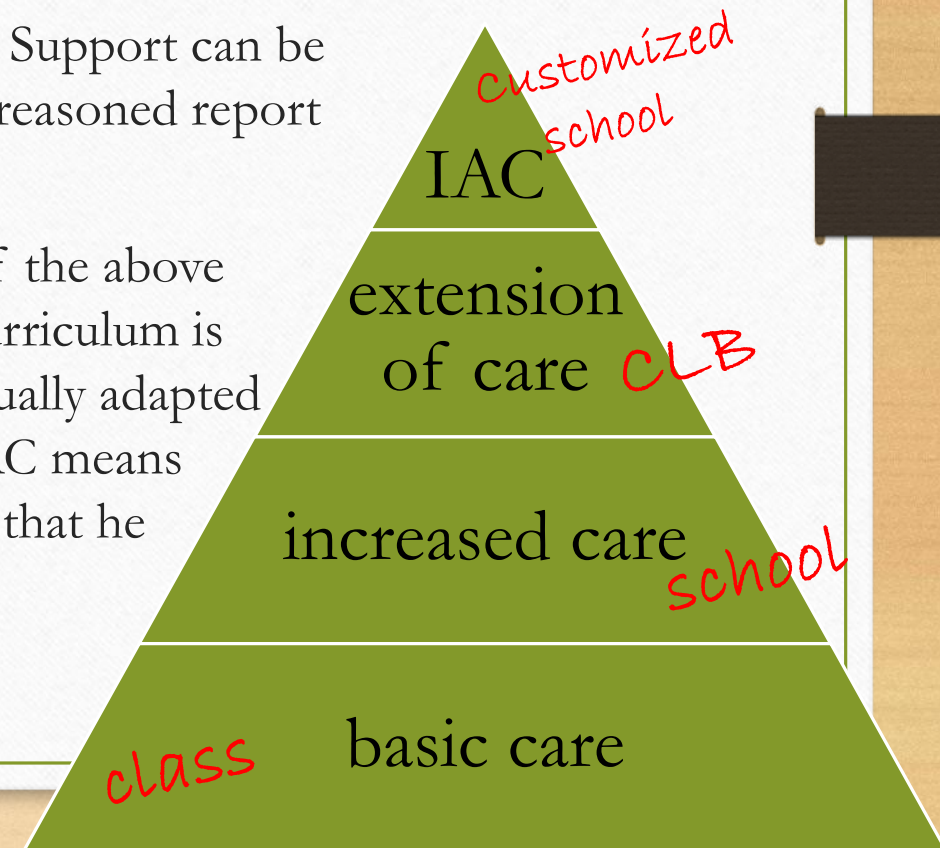 Support can be
reasoned report
the above
rriculum is
ually adapted
C means
that he
Customized
school
IAC
extension
of care
CLB
increased care
school
basic care
class